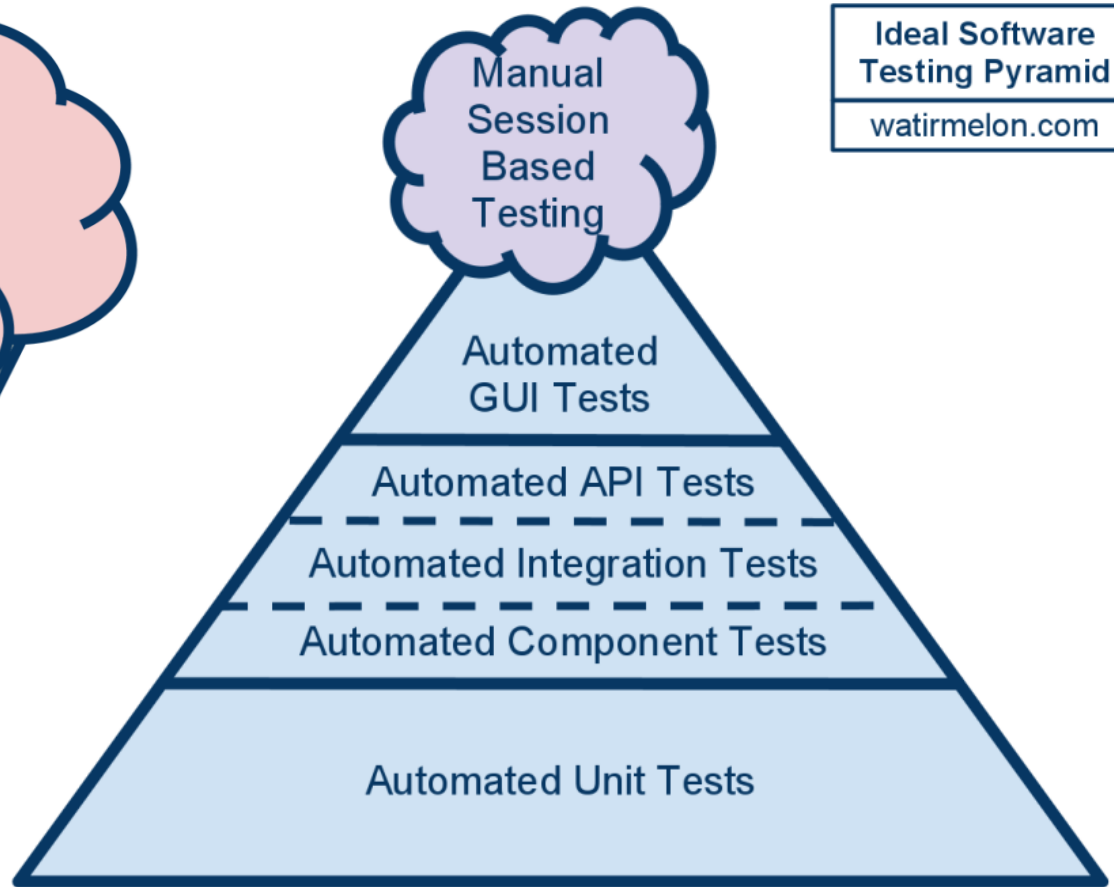 Ideal Software
Testing Pyramid
watirmelon.com
Manual
Session
Based
Testing
Automated
GUI Tests
Automated API Tests
Automated Integration Tests
Automated Component Tests
Automated Unit Tests